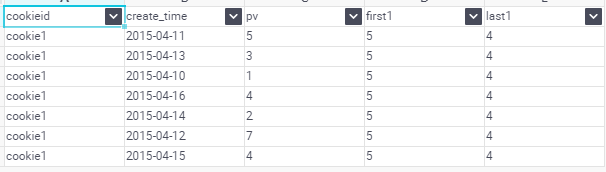 cookieid create_time pv first1 last1
cookie1 2015-04-11 5 5 4
cookie1 2015-04-13 3 5 4
cookie1 2015-04-10 1 5 4
cookie1 2015-04-16 4 5 4
cookie1 2015-04-14 2 5 4
cookie1 2015-04-12 7 5 4
cookie1 2015-04-15 4 5 4